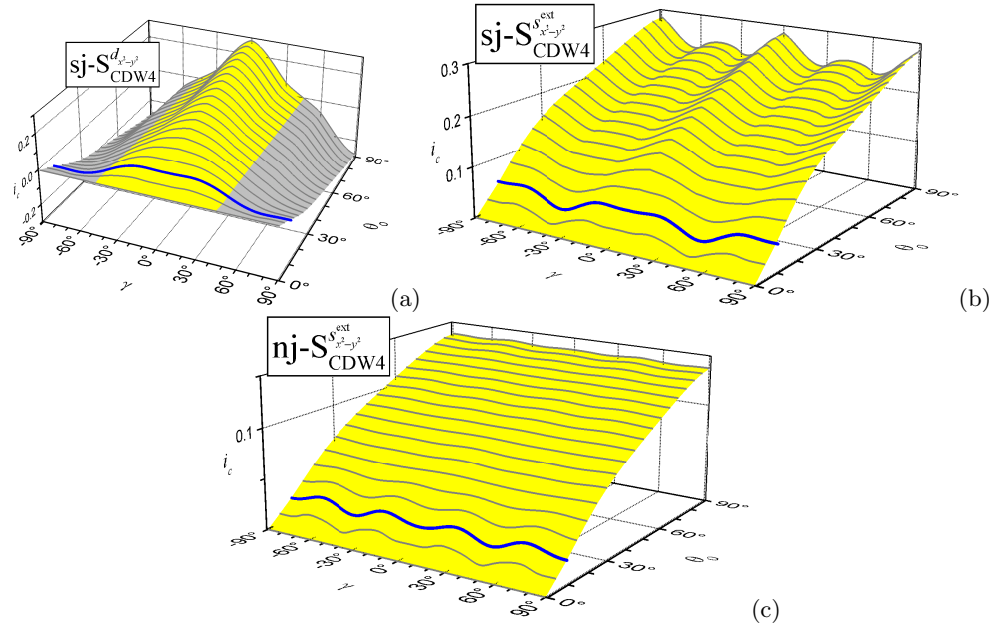 sj-S^{d_{x²-y²}}_{CDW4}
0.2
i_c 0.0
-0.2
-90°
-60°
-30°
0°
30°
60°
90°
γ
0°
30°
60°
90°
θ_0
(a)
sj-S^{s^{ext}_{x²-y²}}_{CDW4}
0.3
0.2
i_c
0.1
-90°
-60°
-30°
0°
30°
60°
90°
γ
0°
30°
60°
90°
θ_0
(b)
nj-S^{s^{ext}_{x²-y²}}_{CDW4}
0.1
i_c
-90°
-60°
-30°
0°
30°
60°
90°
γ
0°
30°
60°
90°
θ_0
(c)